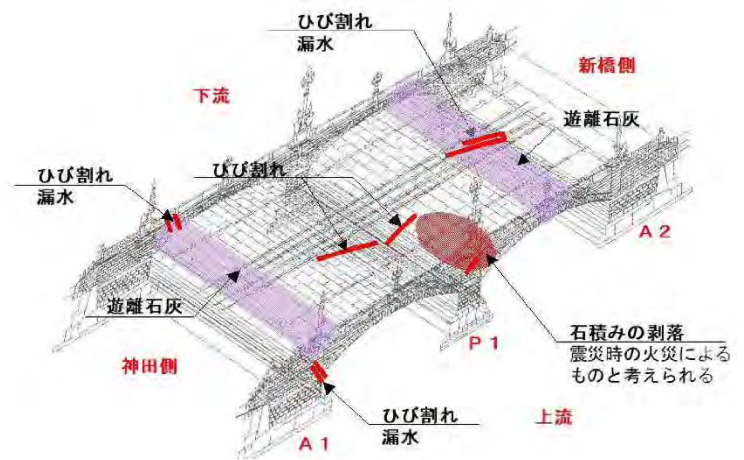 ひび割れ
漏水
新橋側
下流
遊離石灰
ひび割れ
漏水
ひび割れ
A2
遊離石灰
P1
石積みの剥落
震災時の火災による
ものと考えられる
神田側
ひび割れ
漏水
上流
A1